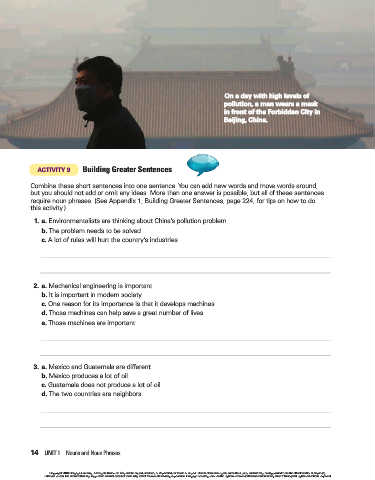 On a day with high levels of
pollution, a man wears a mask
in front of the Forbidden City in
Beijing, China.
ACTIVITY 9 Building Greater Sentences
Combine these short sentences into one sentence. You can add new words and move words around,
but you should not add or omit any ideas. More than one answer is possible, but all of these sentences
require noun phrases. (See Appendix 1, Building Greater Sentences, page 224, for tips on how to do
this activity.)
1. a. Environmentalists are thinking about China's pollution problem.
b. The problem needs to be solved.
c. A lot of rules will hurt the country's industries.
2. a. Mechanical engineering is important.
b. It is important in modern society.
c. One reason for its importance is that it develops machines.
d. Those machines can help save a great number of lives.
e. Those machines are important.
3. a. Mexico and Guatemala are different.
b. Mexico produces a lot of oil.
c. Guatemala does not produce a lot of oil.
d. The two countries are neighbors.
14 UNIT 1 Nouns and Noun Phrases